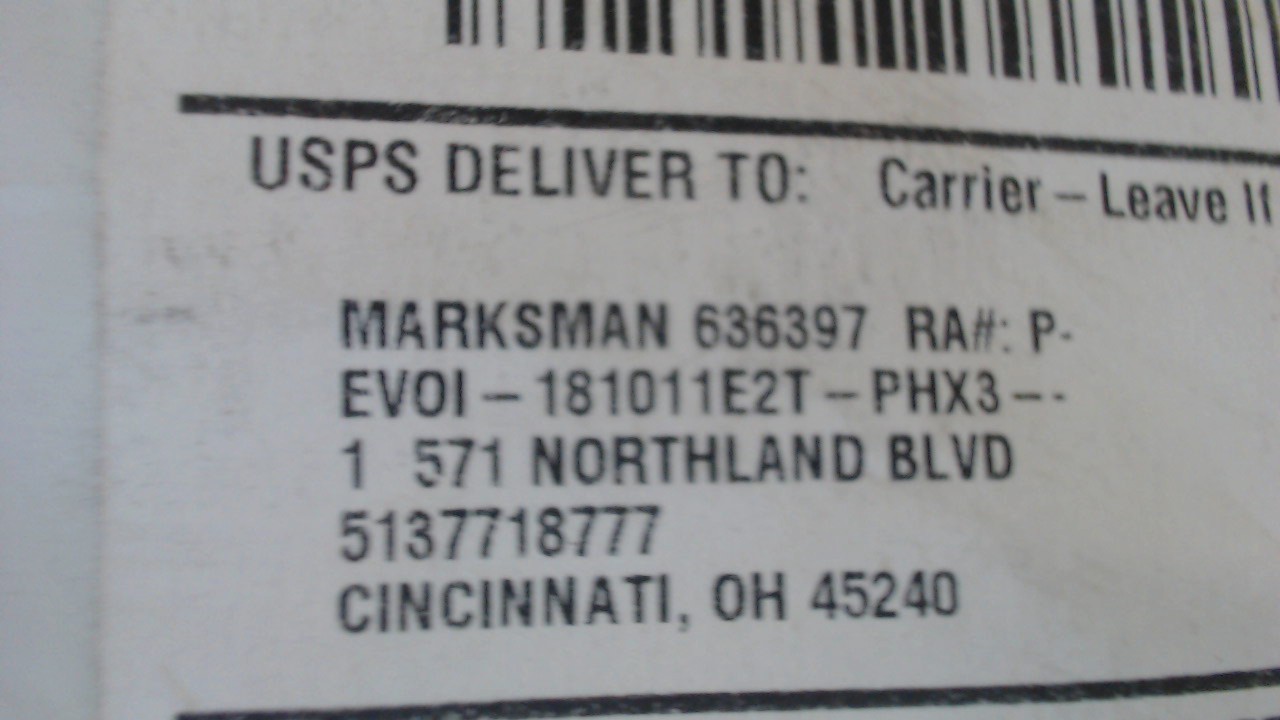 USPS DELIVER TO: Carrier – Leave If
MARKSMAN 636397 RA#: P-
EVOI – 181011E2T – PHX3 – - -
1 571 NORTHLAND BLVD
5137718777
CINCINNATI, OH 45240